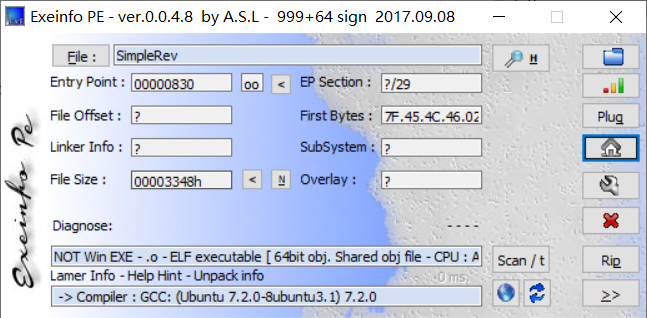 Exeinfo PE - ver.0.0.4.8 by A.S.L - 999+64 sign 2017.09.08
File : SimpleRev H
Entry Point : 00000830 oo < EP Section : ?/29
File Offset : ? First Bytes : 7F.45.4C.46.02 Plug
Linker Info : ? SubSystem : ?
File Size : 00003348h < N Overlay : ?
Diagnose: ----
NOT Win EXE - .o - ELF executable [ 64bit obj. Shared obj file - CPU : Scan / t Rip
Lamer Info - Help Hint - Unpack info 0 ms.
-> Compiler : GCC: (Ubuntu 7.2.0-8ubuntu3.1) 7.2.0 >>
Exeinfo Pe